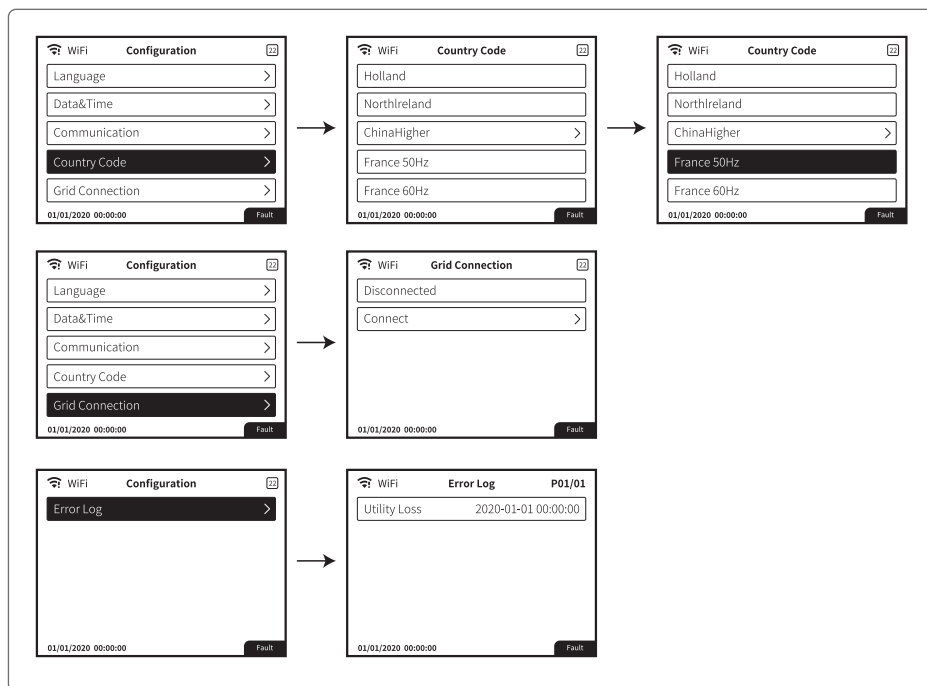 WiFi Configuration 22
Language >
Data&Time >
Communication >
Country Code >
Grid Connection >
01/01/2020 00:00:00 Fault
WiFi Country Code 22
Holland
NorthIreland
ChinaHigher >
France 50Hz
France 60Hz
01/01/2020 00:00:00 Fault
WiFi Country Code 22
Holland
NorthIreland
ChinaHigher >
France 50Hz
France 60Hz
01/01/2020 00:00:00 Fault
WiFi Configuration 22
Language >
Data&Time >
Communication >
Country Code >
Grid Connection >
01/01/2020 00:00:00 Fault
WiFi Grid Connection 22
Disconnected
Connect >
01/01/2020 00:00:00 Fault
WiFi Configuration 22
Error Log >
01/01/2020 00:00:00 Fault
WiFi Error Log P01/01
Utility Loss 2020-01-01 00:00:00
01/01/2020 00:00:00 Fault